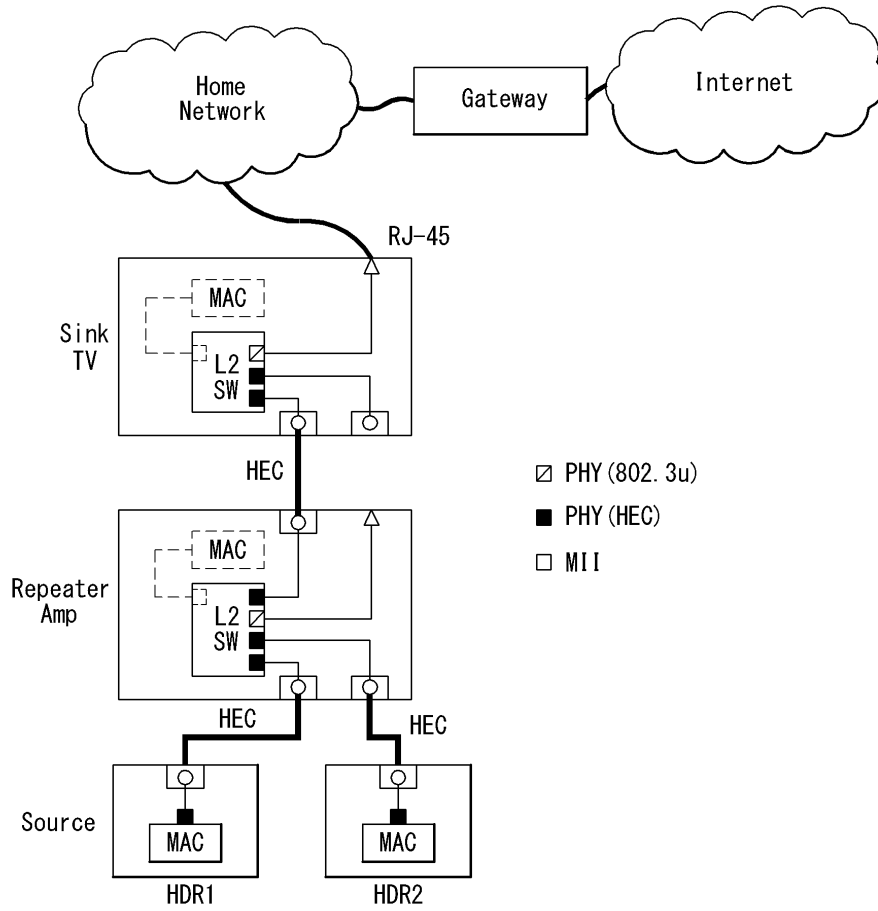 Home
Network
Gateway
Internet
RJ-45
MAC
Sink
TV
L2
SW
HEC
PHY(802.3u)
PHY(HEC)
MII
MAC
Repeater
Amp
L2
SW
HEC
HEC
Source
MAC
MAC
HDR1
HDR2